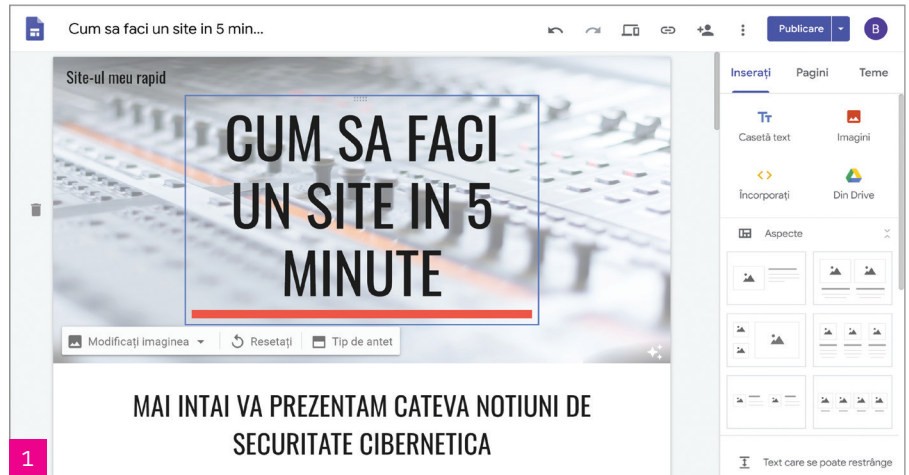 Cum sa faci un site in 5 min...
Publicare
B
Site-ul meu rapid
CUM SA FACI
UN SITE IN 5
MINUTE
Modificați imaginea
Resetați
Tip de antet
MAI INTAI VA PREZENTAM CATEVA NOTIUNI DE
SECURITATE CIBERNETICA
Inserați Pagini Teme
Casetă text Imagini
Încorporați Din Drive
Aspecte
Text care se poate restrânge
1